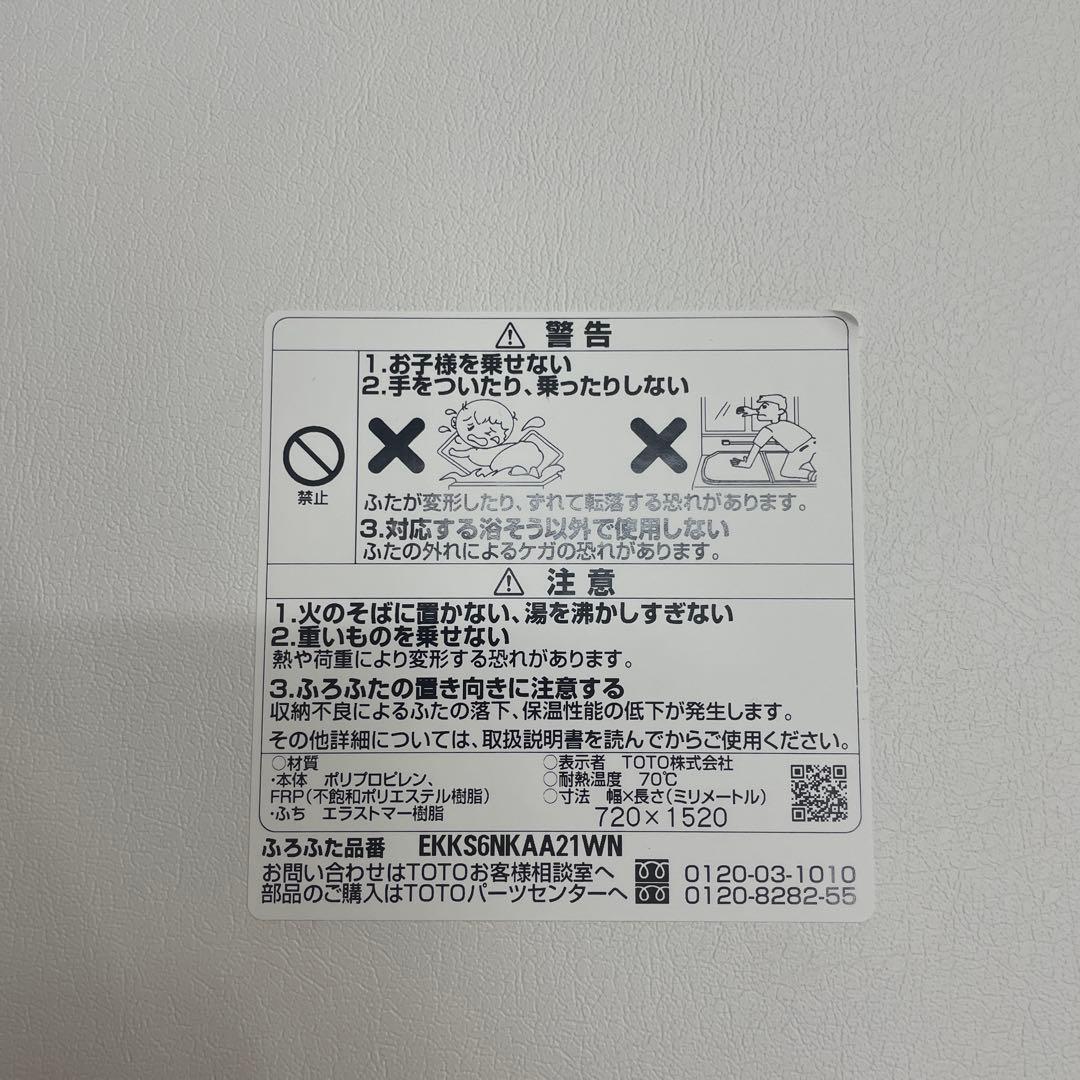 ⚠ 警告
1.お子様を乗せない
2.手をついたり、乗ったりしない
禁止
ふたが変形したり、ずれて転落する恐れがあります。
3.対応する浴そう以外で使用しない
ふたの外れによるケガの恐れがあります。
⚠ 注意
1.火のそばに置かない、湯を沸かしすぎない
2.重いものを乗せない
熱や荷重により変形する恐れがあります。
3.ふろふたの置き向きに注意する
収納不良によるふたの落下、保温性能の低下が発生します。
その他詳細については、取扱説明書を読んでからご使用ください。
○材質
・本体 ポリプロピレン、
FRP(不飽和ポリエステル樹脂)
・ふち エラストマー樹脂
○表示者 TOTO株式会社
○耐熱温度 70℃
○寸法 幅×長さ(ミリメートル)
720×1520
ふろふた品番 EKKS6NKAA21WN
お問い合わせはTOTOお客様相談室へ 0120-03-1010
部品のご購入はTOTOパーツセンターへ 0120-8282-55